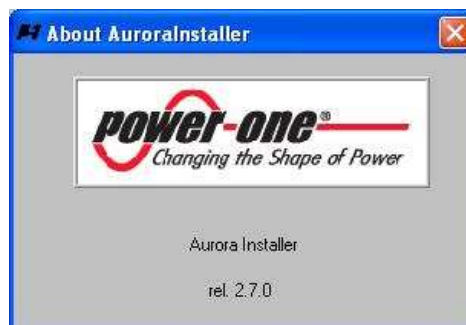 About AuroraInstaller
power-one®
Changing the Shape of Power
Aurora Installer
rel. 2.7.0